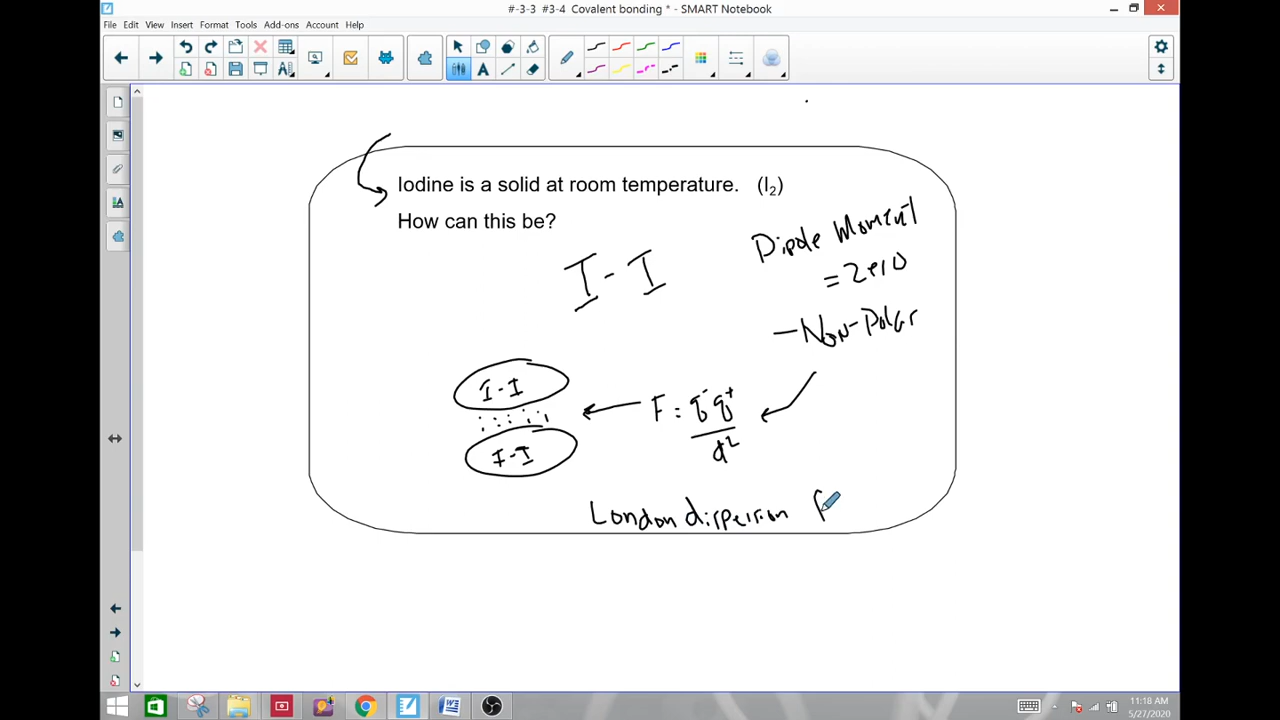 #-3-3  #3-4  Covalent bonding * - SMART Notebook
File Edit View Insert Format Tools Add-ons Account Help
Iodine is a solid at room temperature. (I₂)
How can this be?
I - I
Dipole Moment
= Zero
- Non-Polar
I - I
F = q⁻q⁺
d²
I - I
London dispersion F
11:18 AM
5/27/2020